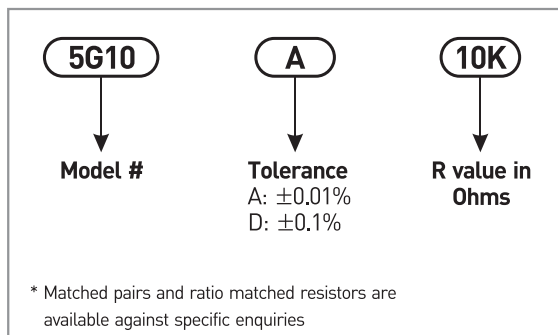 5G10 A 10K
Model # Tolerance R value in
A: ±0.01% Ohms
D: ±0.1%
* Matched pairs and ratio matched resistors are
available against specific enquiries